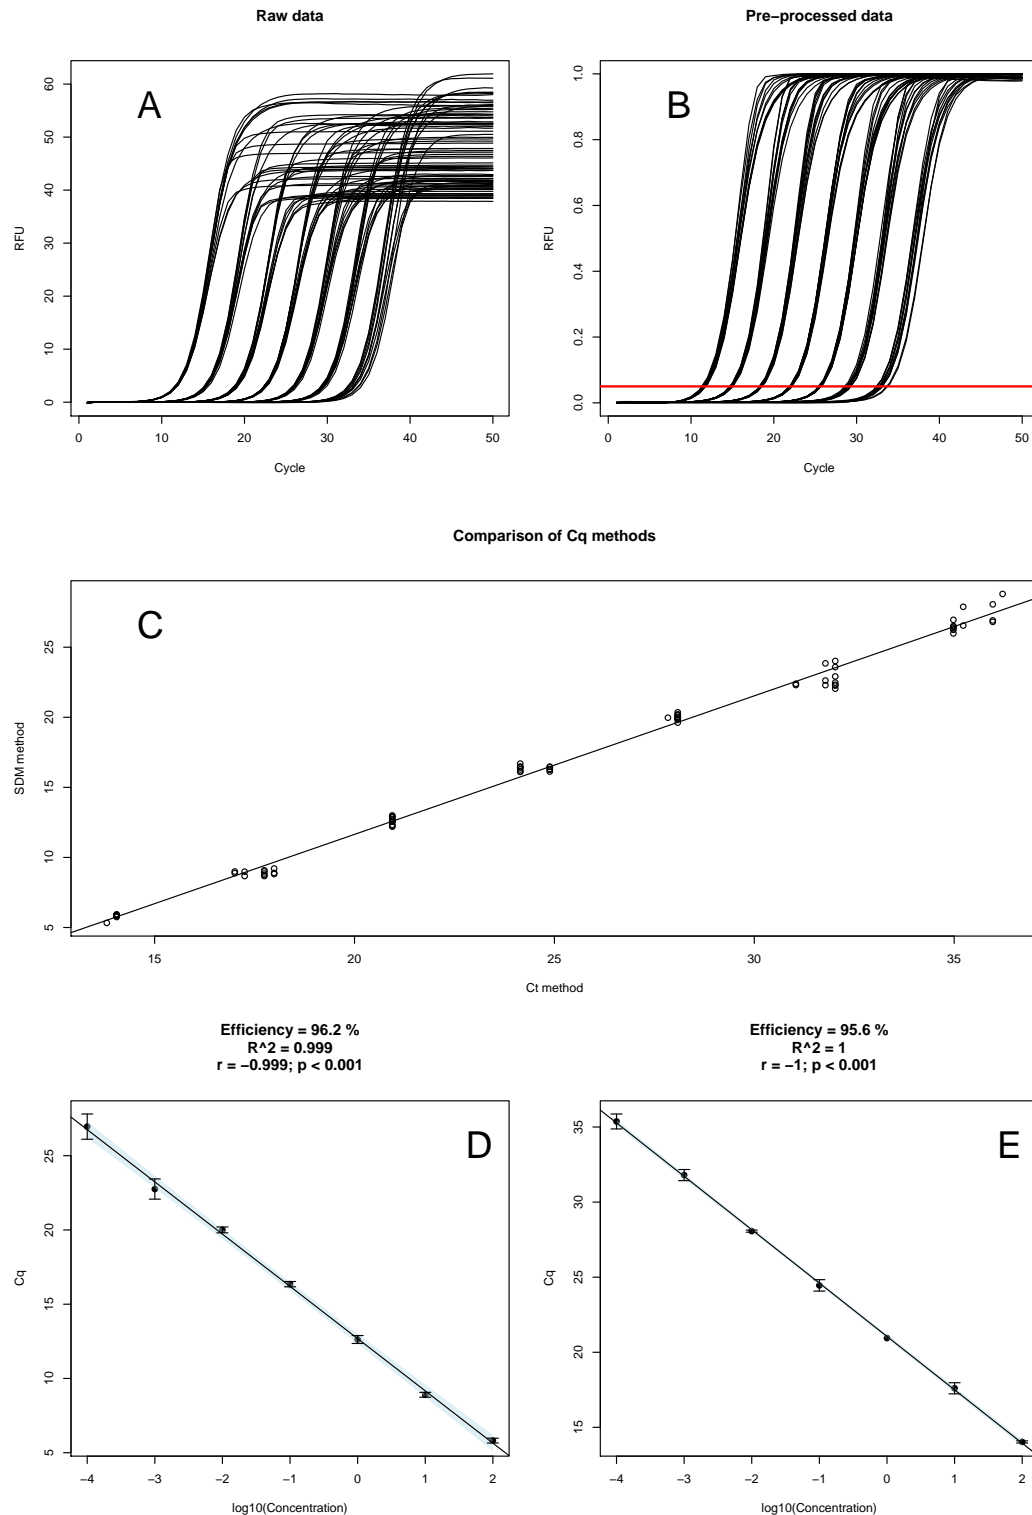 Raw data
Pre−processed data
A
B
RFU
60
50
40
30
20
10
0
0 10 20 30 40 50
Cycle
RFU
1.0
0.8
0.6
0.4
0.2
0.0
0 10 20 30 40 50
Cycle
Comparison of Cq methods
C
SDM method
25
20
15
10
5
15 20 25 30 35
Ct method
Efficiency = 96.2 %
R^2 = 0.999
r = −0.999; p < 0.001
D
Cq
25
20
15
10
5
−4 −3 −2 −1 0 1 2
log10(Concentration)
Efficiency = 95.6 %
R^2 = 1
r = −1; p < 0.001
E
Cq
35
30
25
20
15
−4 −3 −2 −1 0 1 2
log10(Concentration)